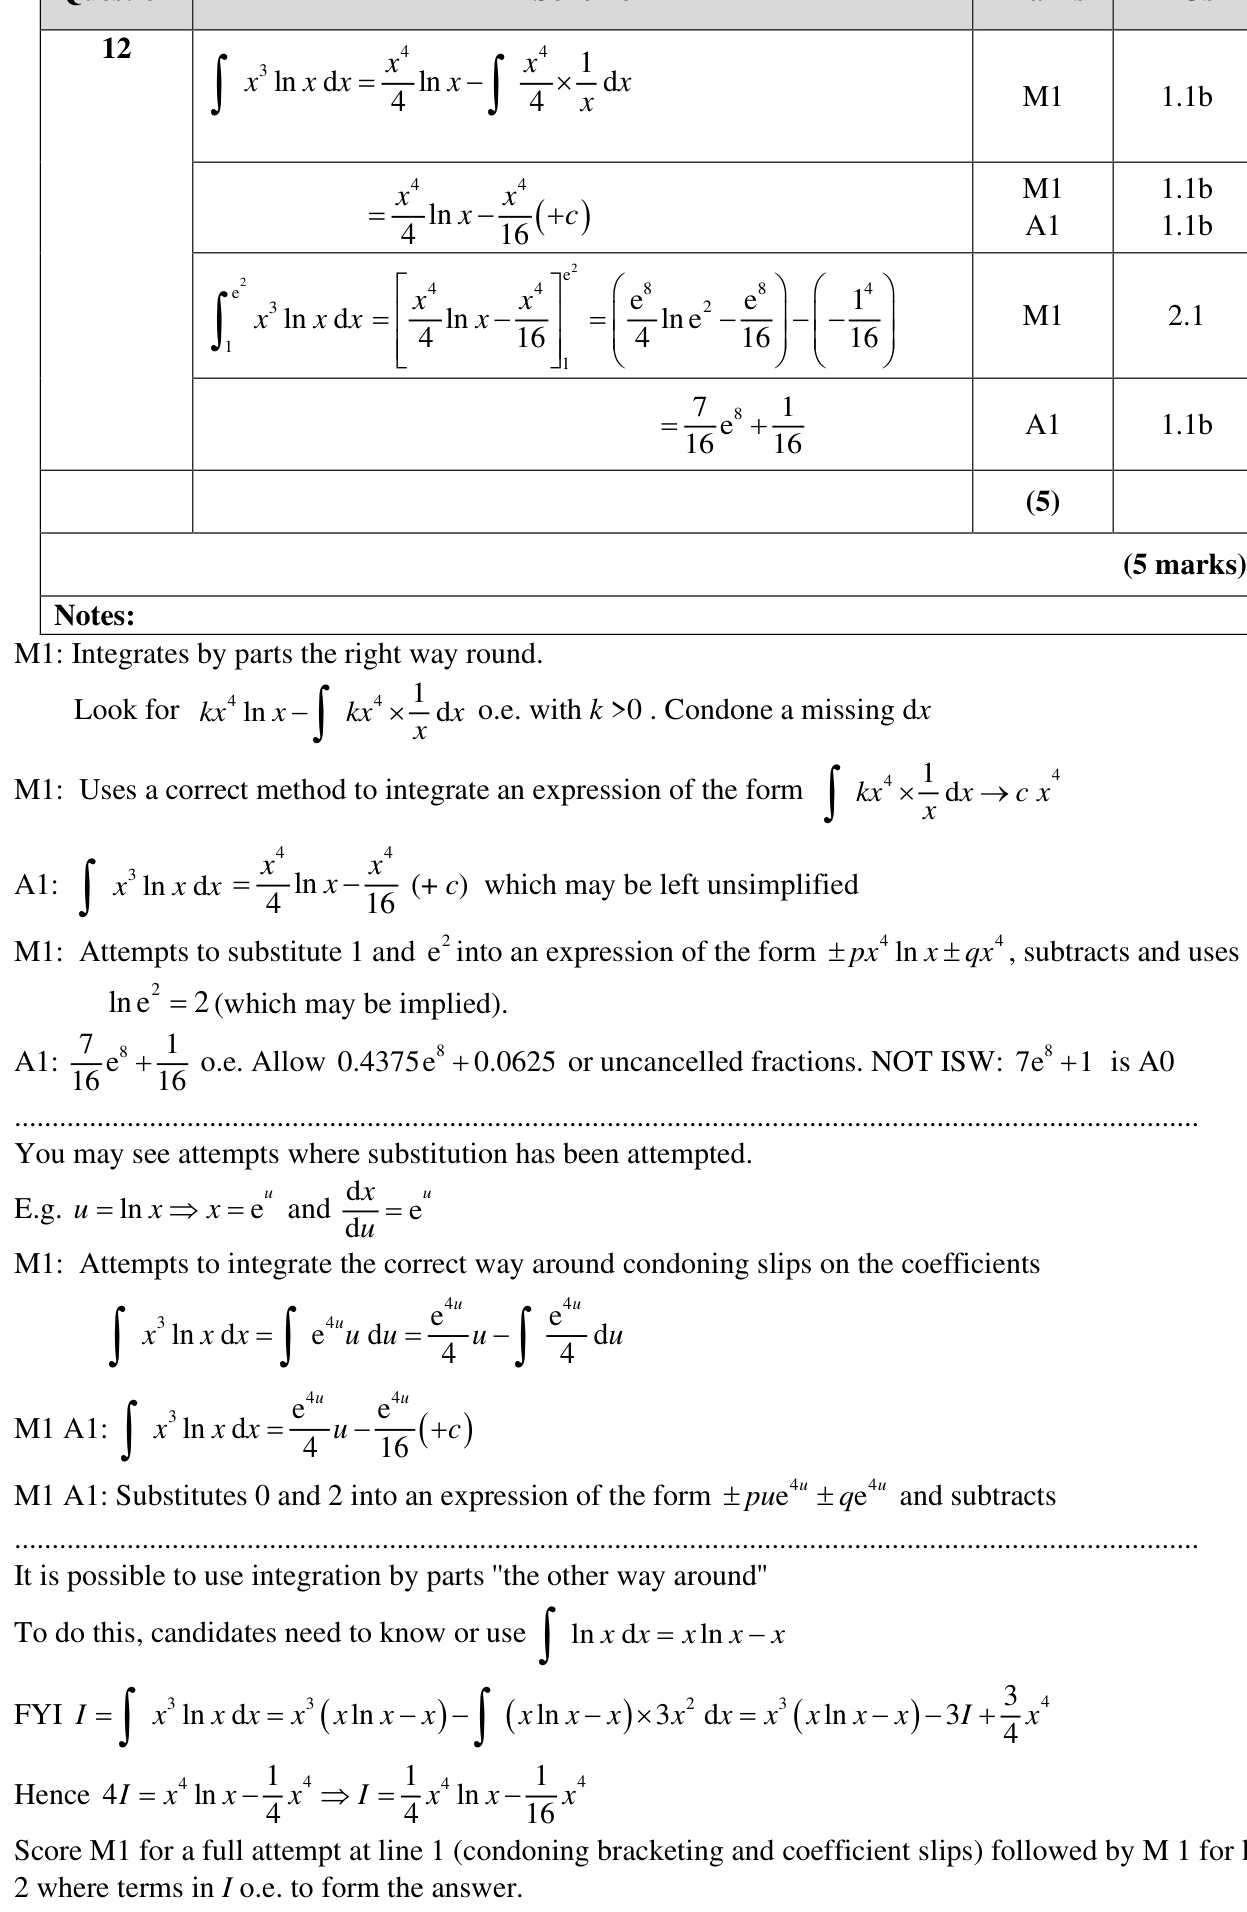 12
∫ x³ ln x dx = x⁴/4 ln x − ∫ x⁴/4 × 1/x dx
M1 1.1b
= x⁴/4 ln x − x⁴/16 (+c)
M1 1.1b
A1 1.1b
∫₁^(e²) x³ ln x dx = [x⁴/4 ln x − x⁴/16]₁^(e²) = (e⁸/4 ln e² − e⁸/16) − (−1⁴/16)
M1 2.1
= 7/16 e⁸ + 1/16
A1 1.1b
(5)
(5 marks)
Notes:
M1: Integrates by parts the right way round.
Look for kx⁴ ln x − ∫ kx⁴ × 1/x dx o.e. with k >0 . Condone a missing dx
M1: Uses a correct method to integrate an expression of the form ∫ kx⁴ × 1/x dx → c x⁴
A1: ∫ x³ ln x dx = x⁴/4 ln x − x⁴/16 (+ c) which may be left unsimplified
M1: Attempts to substitute 1 and e² into an expression of the form ±px⁴ ln x ± qx⁴ , subtracts and uses
ln e² = 2 (which may be implied).
A1: 7/16 e⁸ + 1/16 o.e. Allow 0.4375e⁸ + 0.0625 or uncancelled fractions. NOT ISW: 7e⁸ +1 is A0
You may see attempts where substitution has been attempted.
E.g. u = ln x ⇒ x = eᵘ and dx/du = eᵘ
M1: Attempts to integrate the correct way around condoning slips on the coefficients
∫ x³ ln x dx = ∫ e⁴ᵘu du = e⁴ᵘ/4 u − ∫ e⁴ᵘ/4 du
M1 A1: ∫ x³ ln x dx = e⁴ᵘ/4 u − e⁴ᵘ/16 (+c)
M1 A1: Substitutes 0 and 2 into an expression of the form ±pue⁴ᵘ ± qe⁴ᵘ and subtracts
It is possible to use integration by parts "the other way around"
To do this, candidates need to know or use ∫ ln x dx = x ln x − x
FYI I = ∫ x³ ln x dx = x³(x ln x − x) − ∫ (x ln x − x) × 3x² dx = x³(x ln x − x) − 3I + 3/4 x⁴
Hence 4I = x⁴ ln x − 1/4 x⁴ ⇒ I = 1/4 x⁴ ln x − 1/16 x⁴
Score M1 for a full attempt at line 1 (condoning bracketing and coefficient slips) followed by M 1 for
2 where terms in I o.e. to form the answer.